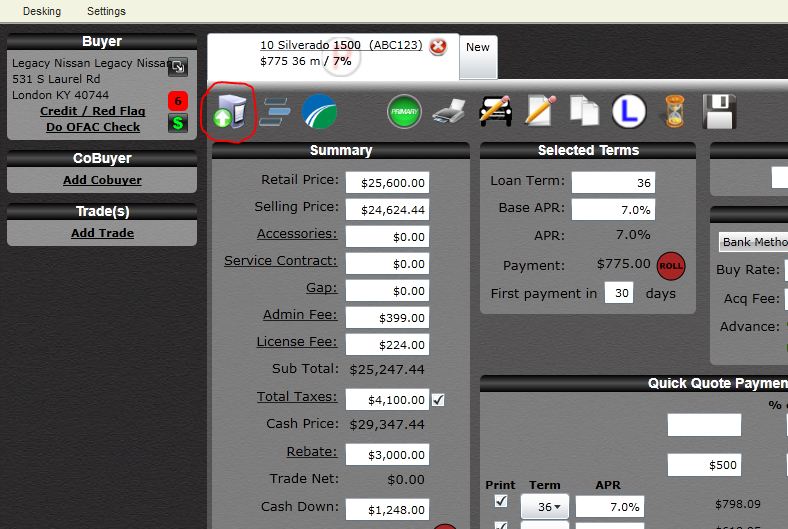 Desking Settings
Buyer
Legacy Nissan Legacy Nissan
531 S Laurel Rd
London KY 40744
Credit / Red Flag
Do OFAC Check
6
$
CoBuyer
Add Cobuyer
Trade(s)
Add Trade
10 Silverado 1500 (ABC123)
$775 36 m / 7%
New
PRIMARY
L
Summary
Retail Price: $25,600.00
Selling Price: $24,624.44
Accessories: $0.00
Service Contract: $0.00
Gap: $0.00
Admin Fee: $399.00
License Fee: $224.00
Sub Total: $25,247.44
Total Taxes: $4,100.00
Cash Price: $29,347.44
Rebate: $3,000.00
Trade Net: $0.00
Cash Down: $1,248.00
Selected Terms
Loan Term: 36
Base APR: 7.0%
APR: 7.0%
Payment: $775.00 ROLL
First payment in 30 days
Bank Metho
Buy Rate:
Acq Fee:
Advance:
Quick Quote Paymen
%
$500
Print Term APR
36 7.0% $798.09